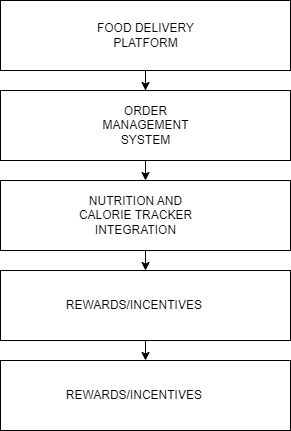 FOOD DELIVERY
PLATFORM
ORDER
MANAGEMENT
SYSTEM
NUTRITION AND
CALORIE TRACKER
INTEGRATION
REWARDS/INCENTIVES
REWARDS/INCENTIVES